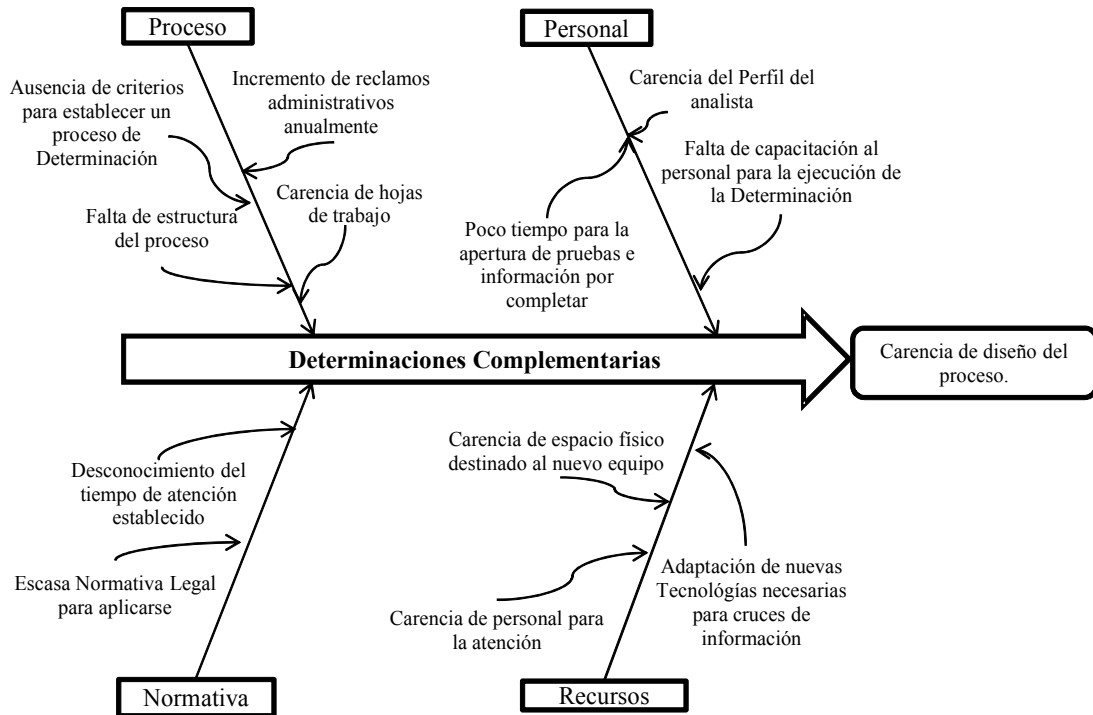 Proceso
Personal
Ausencia de criterios
para establecer un
proceso de
Determinación
Incremento de reclamos
administrativos
anualmente
Falta de estructura
del proceso
Carencia de hojas
de trabajo
Carencia del Perfil del
analista
Falta de capacitación al
personal para la ejecución de
la Determinación
Poco tiempo para la
apertura de pruebas e
información por
completar
Determinaciones Complementarias
Carencia de diseño del
proceso.
Desconocimiento del
tiempo de atención
establecido
Escasa Normativa Legal
para aplicarse
Carencia de espacio físico
destinado al nuevo equipo
Carencia de personal para
la atención
Adaptación de nuevas
Tecnológías necesarias
para cruces de
información
Normativa
Recursos